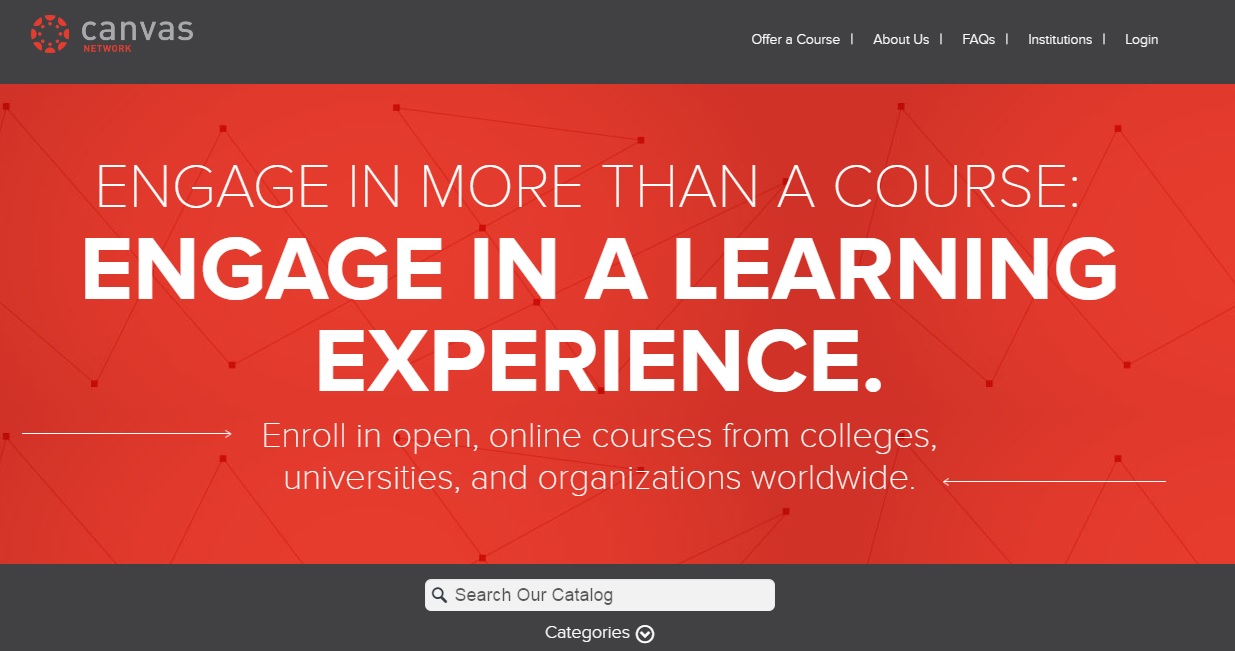 canvas
NETWORK
Offer a Course | About Us | FAQs | Institutions | Login
ENGAGE IN MORE THAN A COURSE:
ENGAGE IN A LEARNING
EXPERIENCE.
Enroll in open, online courses from colleges,
universities, and organizations worldwide.
Search Our Catalog
Categories